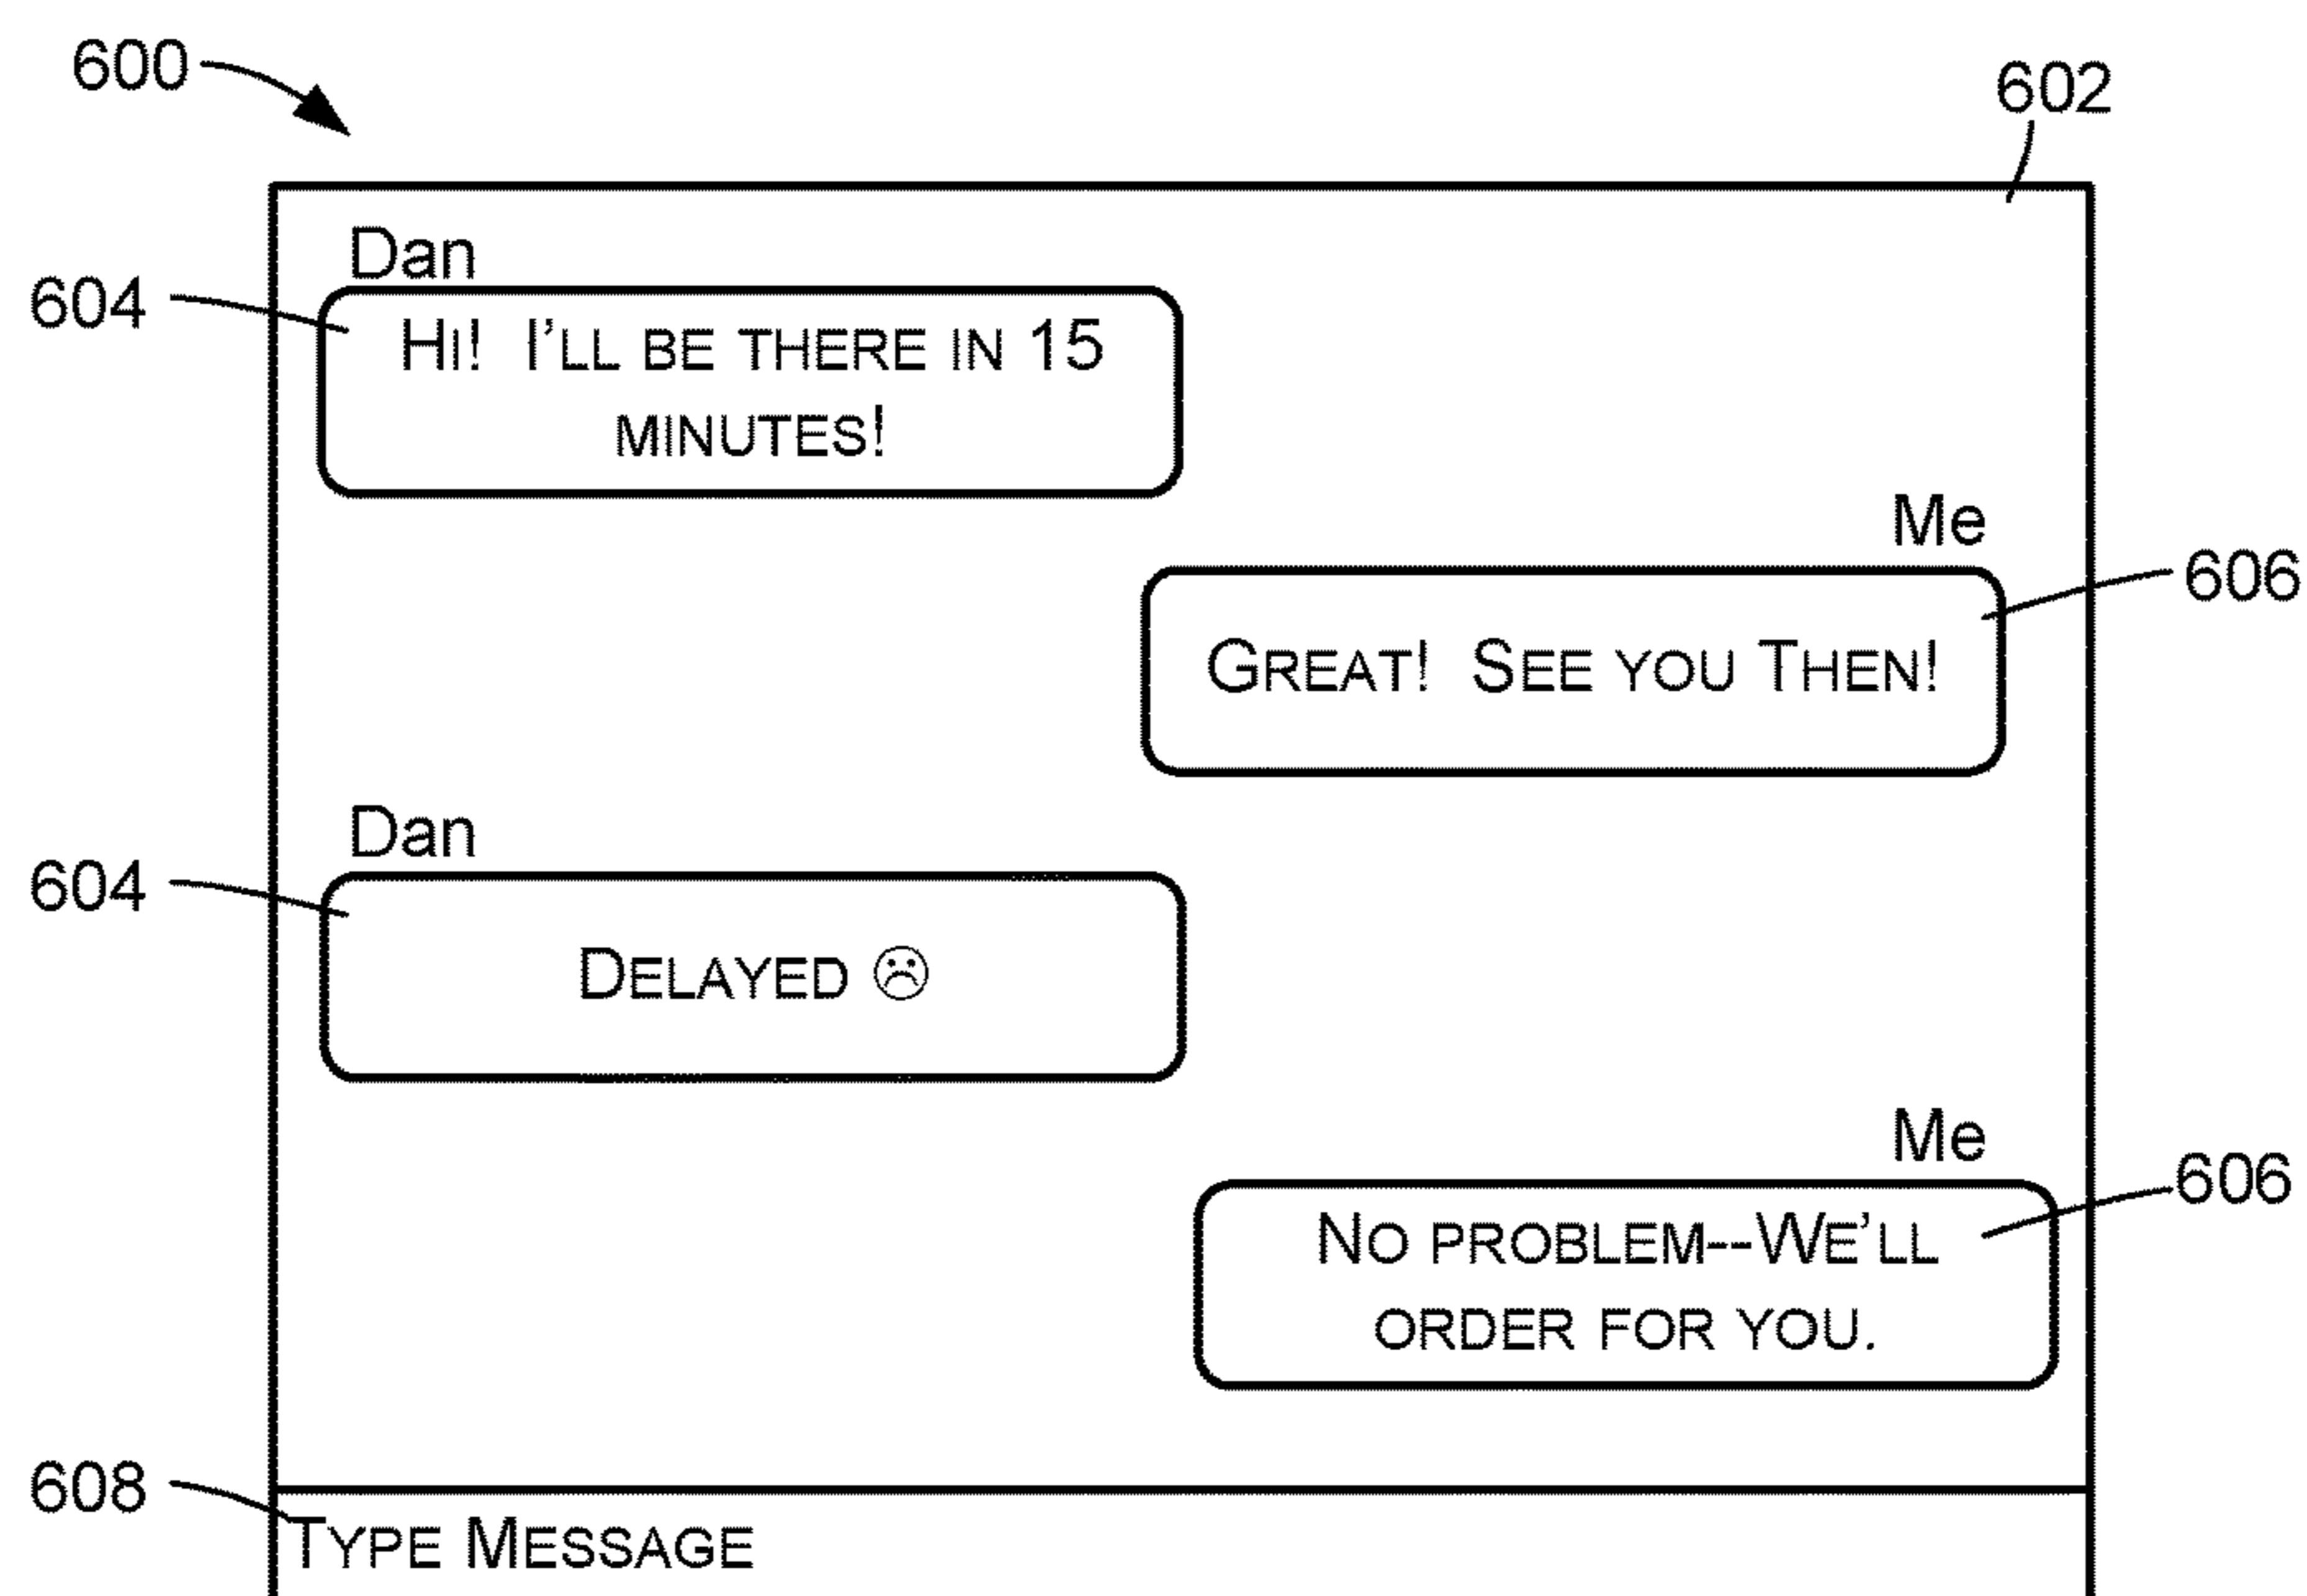 600
602
Dan
604
Hi! I'll be there in 15
minutes!
Me
606
Great! See you Then!
Dan
604
Delayed ☹
Me
606
No problem--We'll
order for you.
608
Type Message